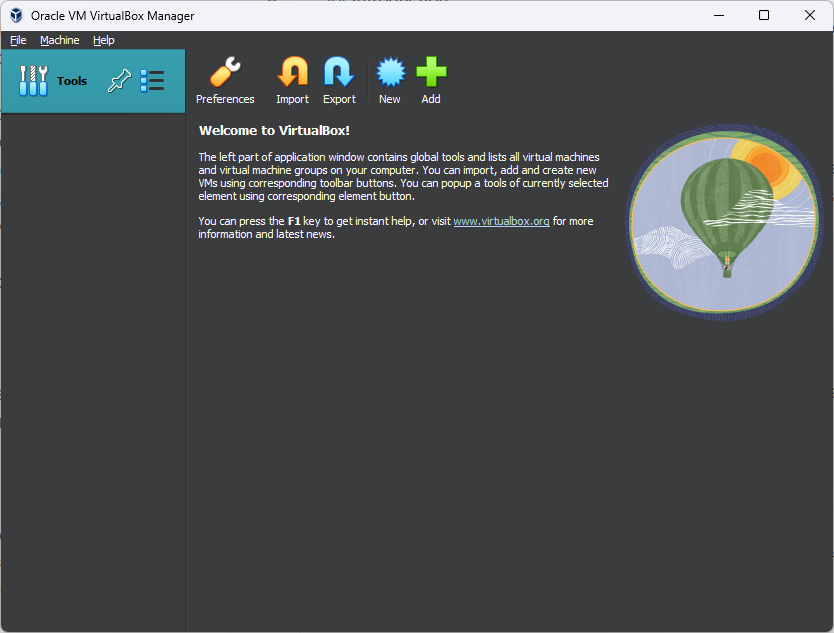 Oracle VM VirtualBox Manager
File Machine Help
Tools
Preferences Import Export New Add
Welcome to VirtualBox!
The left part of application window contains global tools and lists all virtual machines
and virtual machine groups on your computer. You can import, add and create new
VMs using corresponding toolbar buttons. You can popup a tools of currently selected
element using corresponding element button.
You can press the F1 key to get instant help, or visit www.virtualbox.org for more
information and latest news.